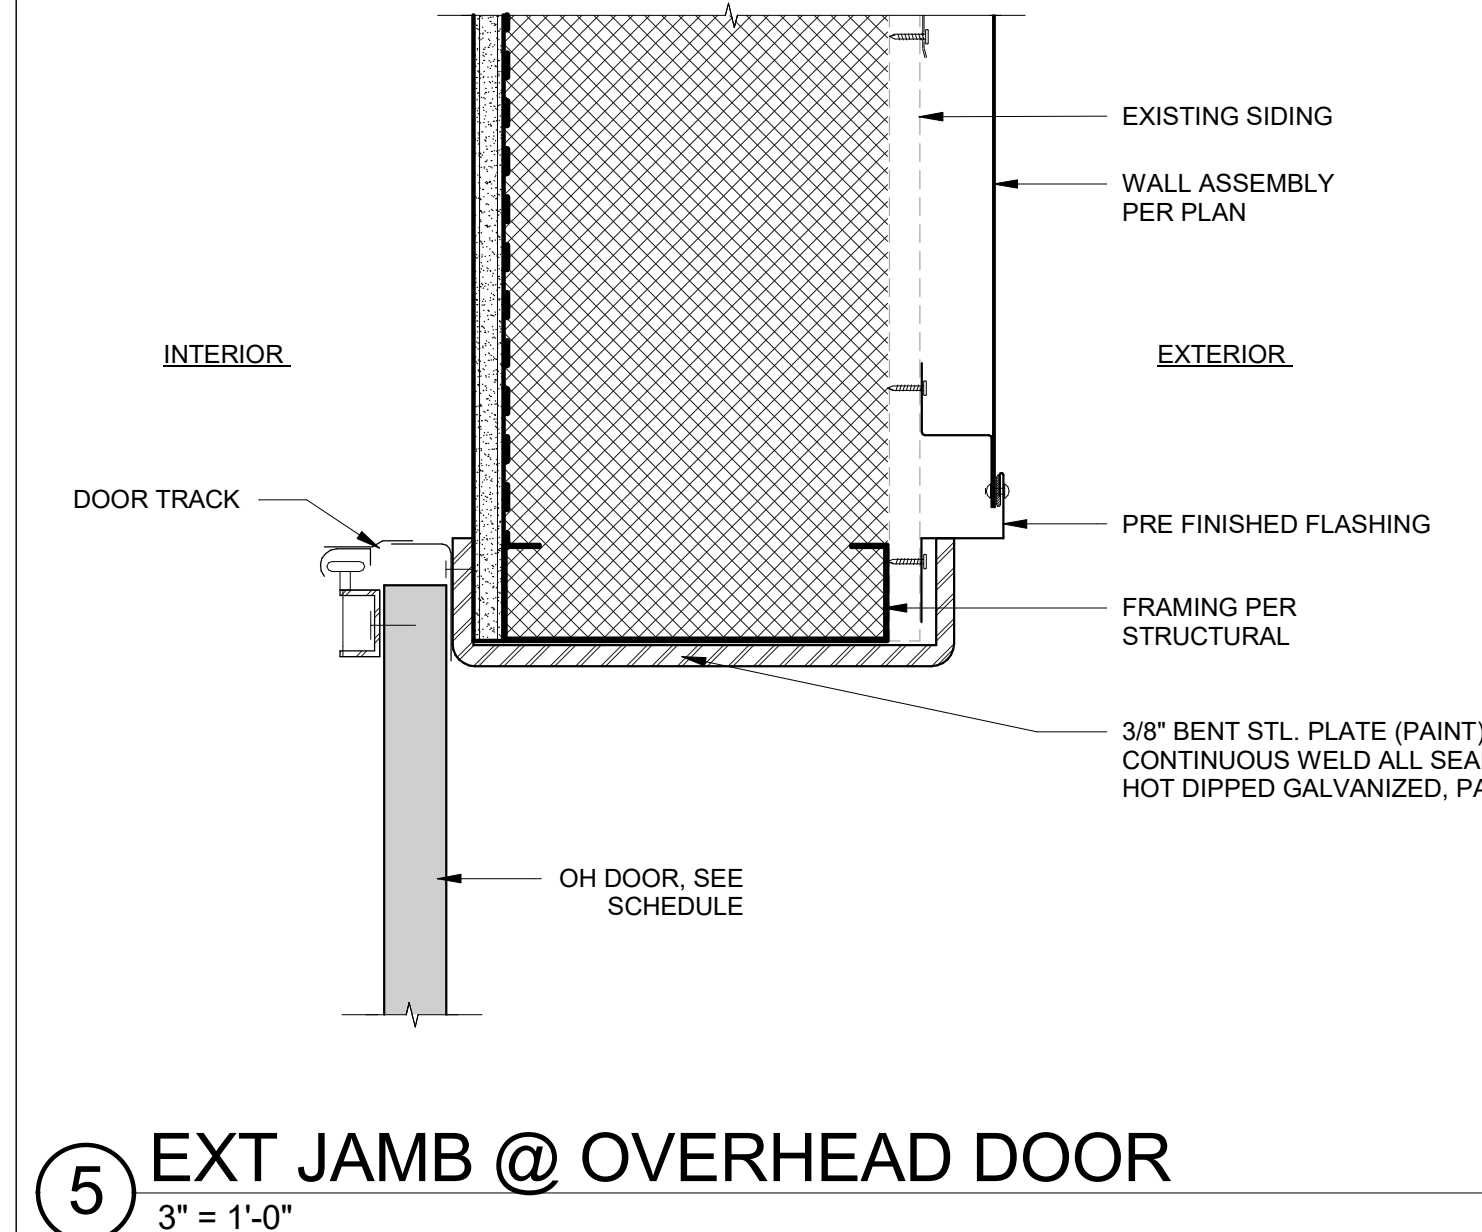 EXISTING SIDING
WALL ASSEMBLY
PER PLAN
INTERIOR
EXTERIOR
DOOR TRACK
PRE FINISHED FLASHING
FRAMING PER
STRUCTURAL
3/8" BENT STL. PLATE (PAINT)
CONTINUOUS WELD ALL
HOT DIPPED GALVANIZED,
OH DOOR, SEE
SCHEDULE
5
EXT JAMB @ OVERHEAD DOOR
3" = 1'-0"